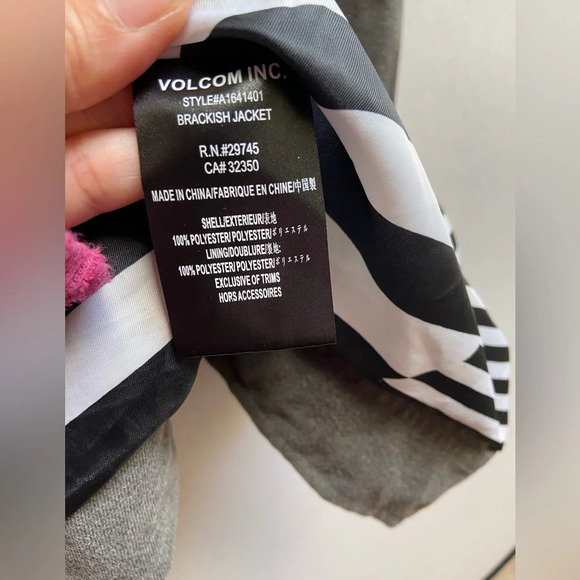 VOLCOM INC.
STYLE#A1641401
BRACKISH JACKET
R.N.#29745
CA# 32350
MADE IN CHINA/FABRIQUE EN CHINE/中国製
SHELL/EXTERIEUR/表地
100% POLYESTER/ POLYESTER/ポリエステル
LINING/DOUBLURE/裏地:
100% POLYESTER/ POLYESTER/ポリエステル
EXCLUSIVE OF TRIMS
HORS ACCESSOIRES